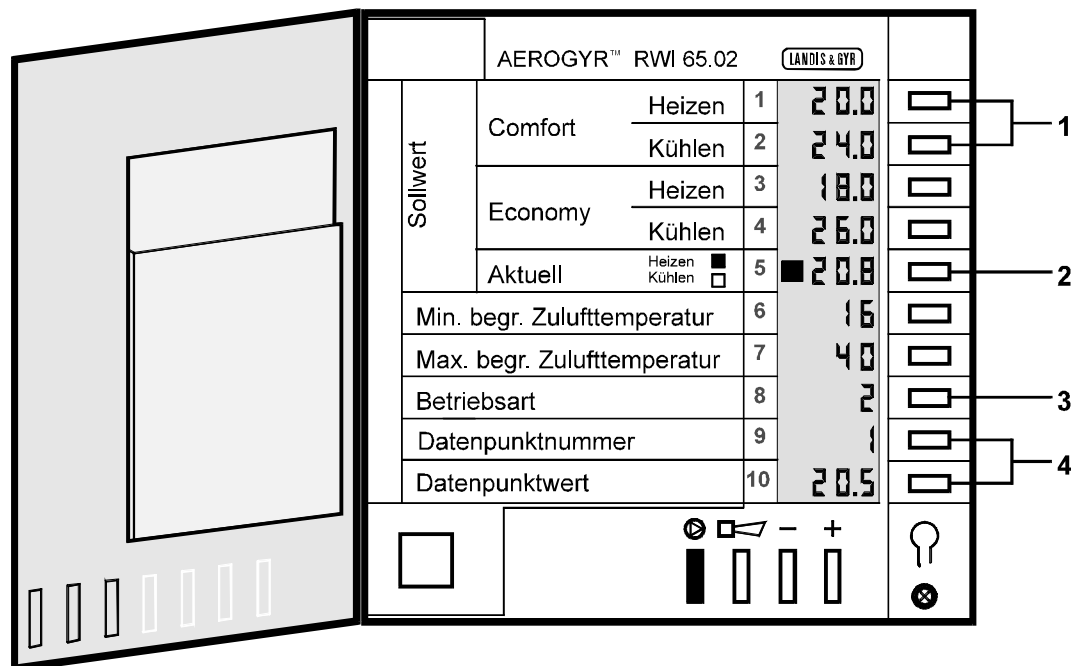 AEROGYR™ RWI 65.02 LANDIS & GYR
Sollwert
Comfort
Heizen 1 20.0
Kühlen 2 24.0
1
Economy
Heizen 3 18.0
Kühlen 4 26.0
Aktuell
Heizen
Kühlen
5 20.8
2
Min. begr. Zulufttemperatur 6 16
Max. begr. Zulufttemperatur 7 40
Betriebsart 8 2
3
Datenpunktnummer 9 1
Datenpunktwert 10 20.5
4
− +